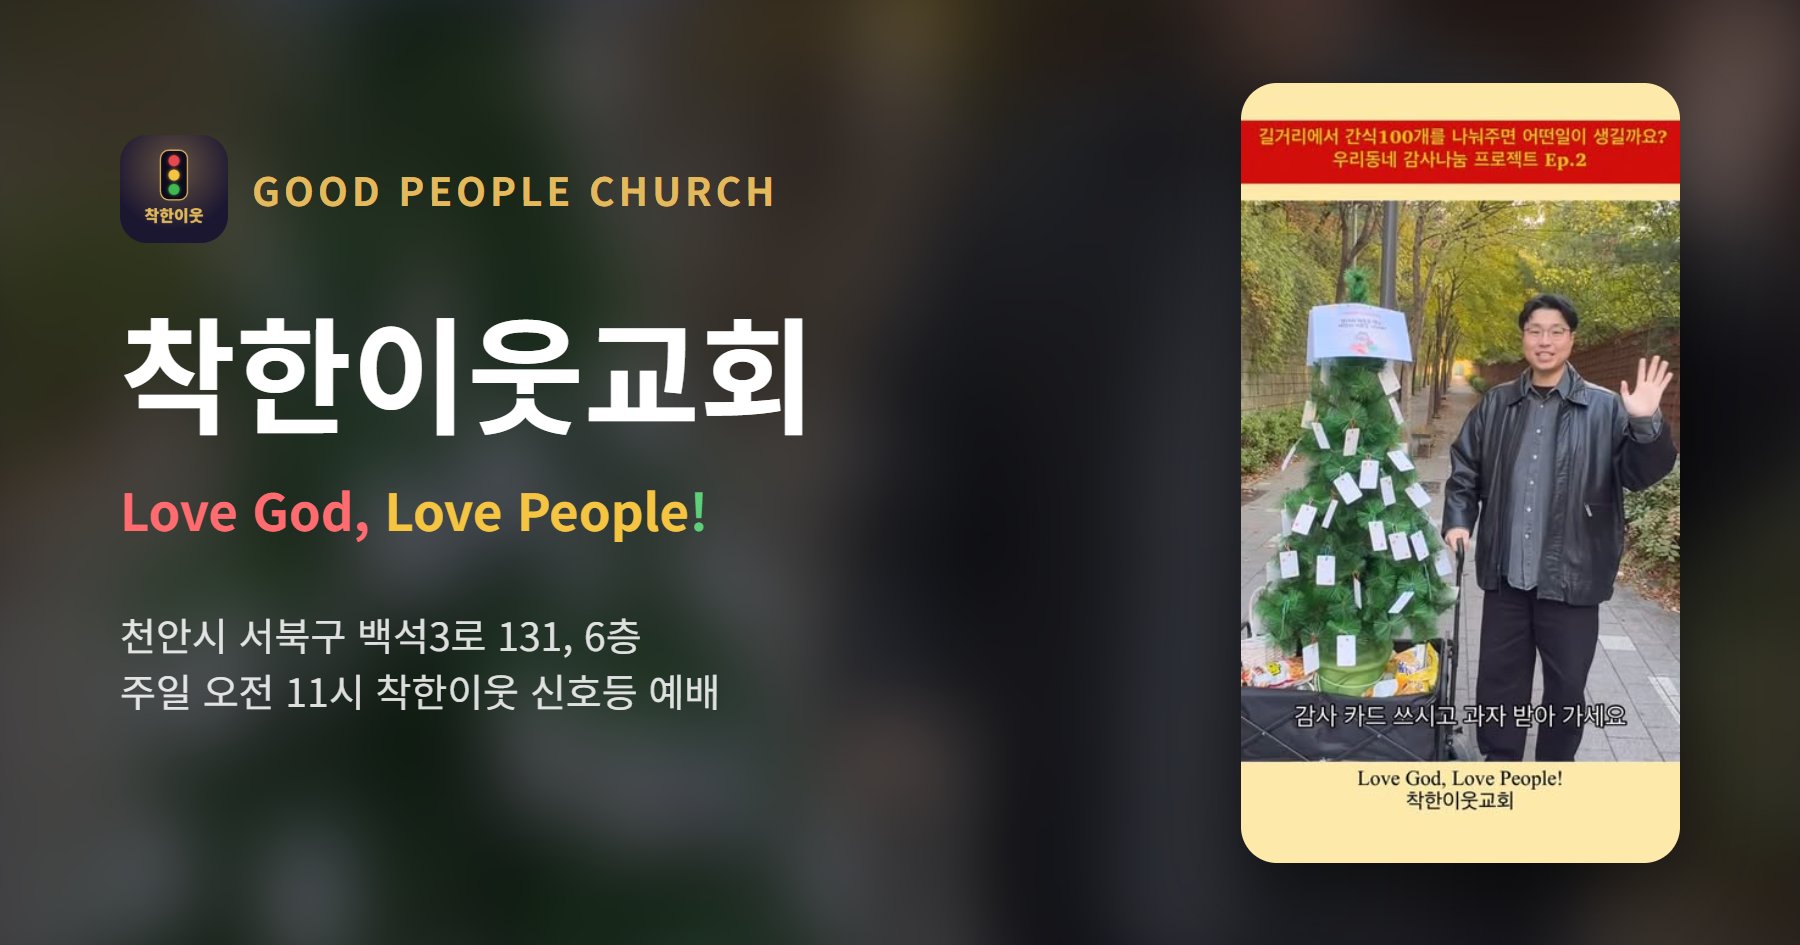 착한이웃
GOOD PEOPLE CHURCH
착한이웃교회
Love God, Love People!
천안시 서북구 백석3로 131, 6층
주일 오전 11시 착한이웃 신호등 예배
길거리에서 간식100개를 나눠주면 어떤일이 생길까요?
우리동네 감사나눔 프로젝트 Ep.2
감사 카드 쓰시고 과자 받아 가세요
Love God, Love People!
착한이웃교회